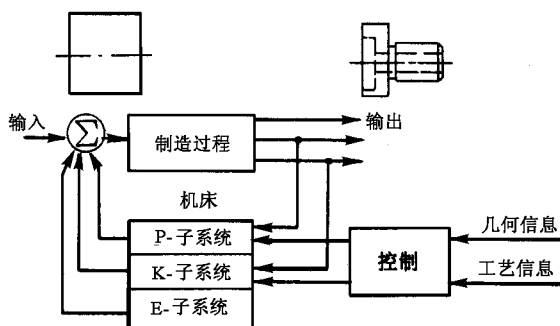 输入
Σ
制造过程
输出
机床
P-子系统
K-子系统
E-子系统
控制
几何信息
工艺信息